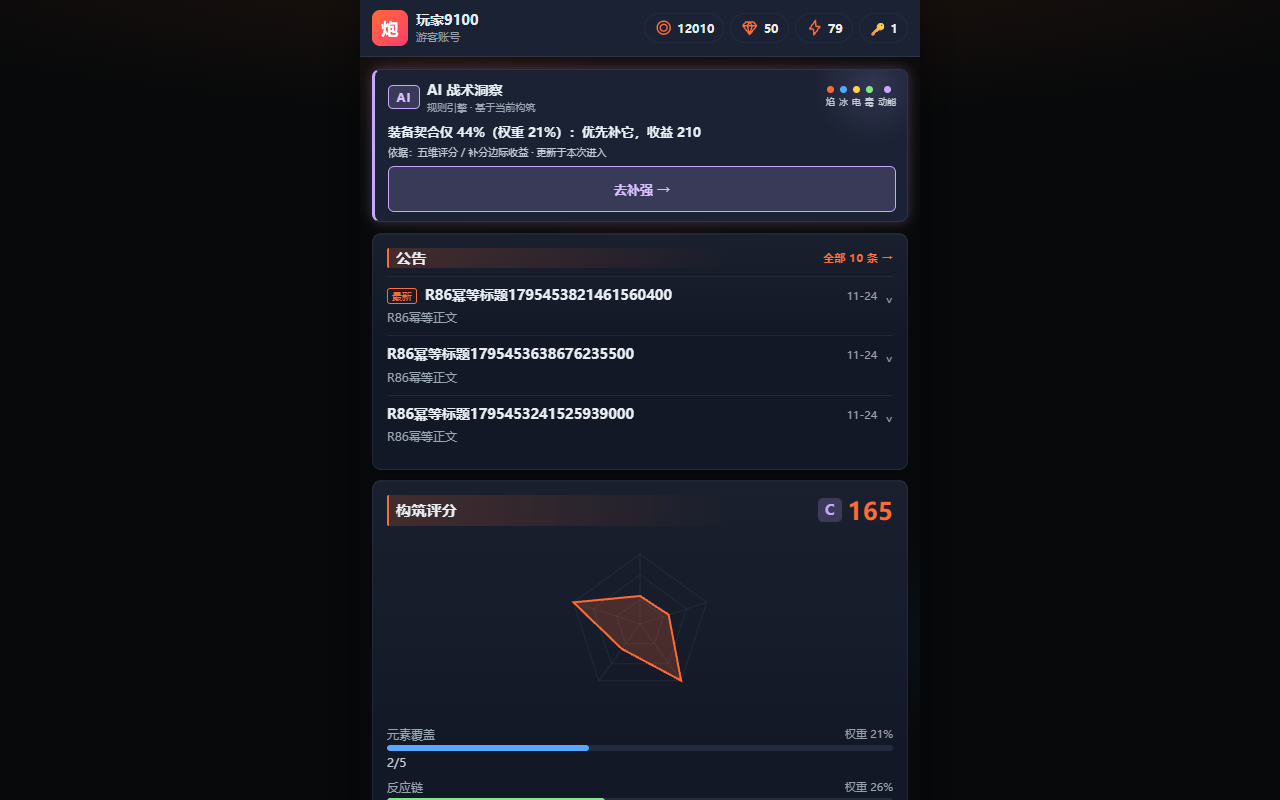 炮
玩家9100
游客账号
12010
50
79
1
AI
AI 战术洞察
规则引擎 · 基于当前构筑
焰 冰 电 毒 动能
装备契合仅 44%（权重 21%）：优先补它，收益 210
依据：五维评分 / 补分边际收益 · 更新于本次进入
去补强 →
公告
全部 10 条 →
最新 R86幂等标题1795453821461560400
11-24
R86幂等正文
R86幂等标题1795453638676235500
11-24
R86幂等正文
R86幂等标题1795453241525939000
11-24
R86幂等正文
构筑评分
C 165
元素覆盖
权重 21%
2/5
反应链
权重 26%